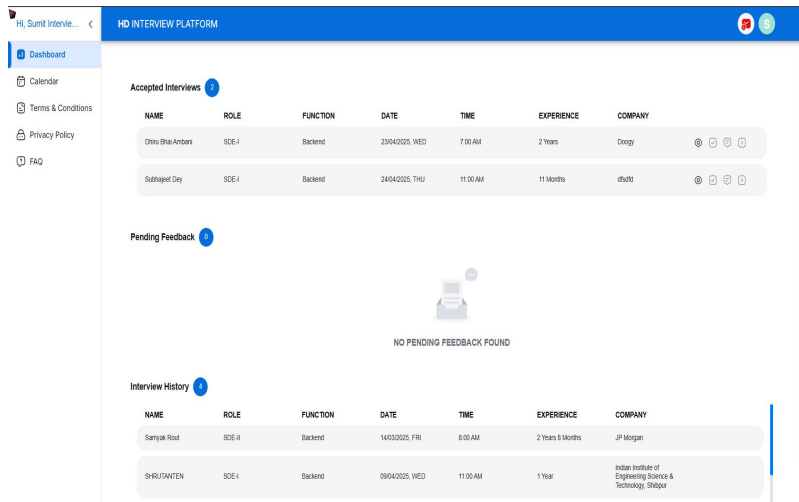 Hi, Sumit Intervie...
HD INTERVIEW PLATFORM
S
Dashboard
Calendar
Terms & Conditions
Privacy Policy
FAQ
Accepted Interviews 2
NAME ROLE FUNCTION DATE TIME EXPERIENCE COMPANY
Dhiru Bhai Ambani SDE-I Backend 23/04/2025, WED 7:00 AM 2 Years Doogy
Subhajeet Dey SDE-I Backend 24/04/2025, THU 11:00 AM 11 Months dfsdfd
Pending Feedback 0
NO PENDING FEEDBACK FOUND
Interview History 4
NAME ROLE FUNCTION DATE TIME EXPERIENCE COMPANY
Samyak Rout SDE-II Backend 14/03/2025, FRI 8:00 AM 2 Years 8 Months JP Morgan
SHRUTANTEN SDE-I Backend 09/04/2025, WED 11:00 AM 1 Year Indian Institute of
Engineering Science &
Technology, Shibpur